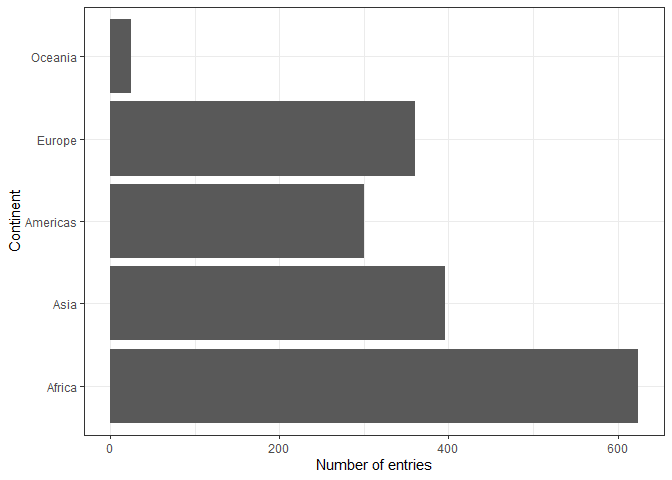 Oceania
Europe
Americas
Asia
Africa
Continent
0 200 400 600
Number of entries